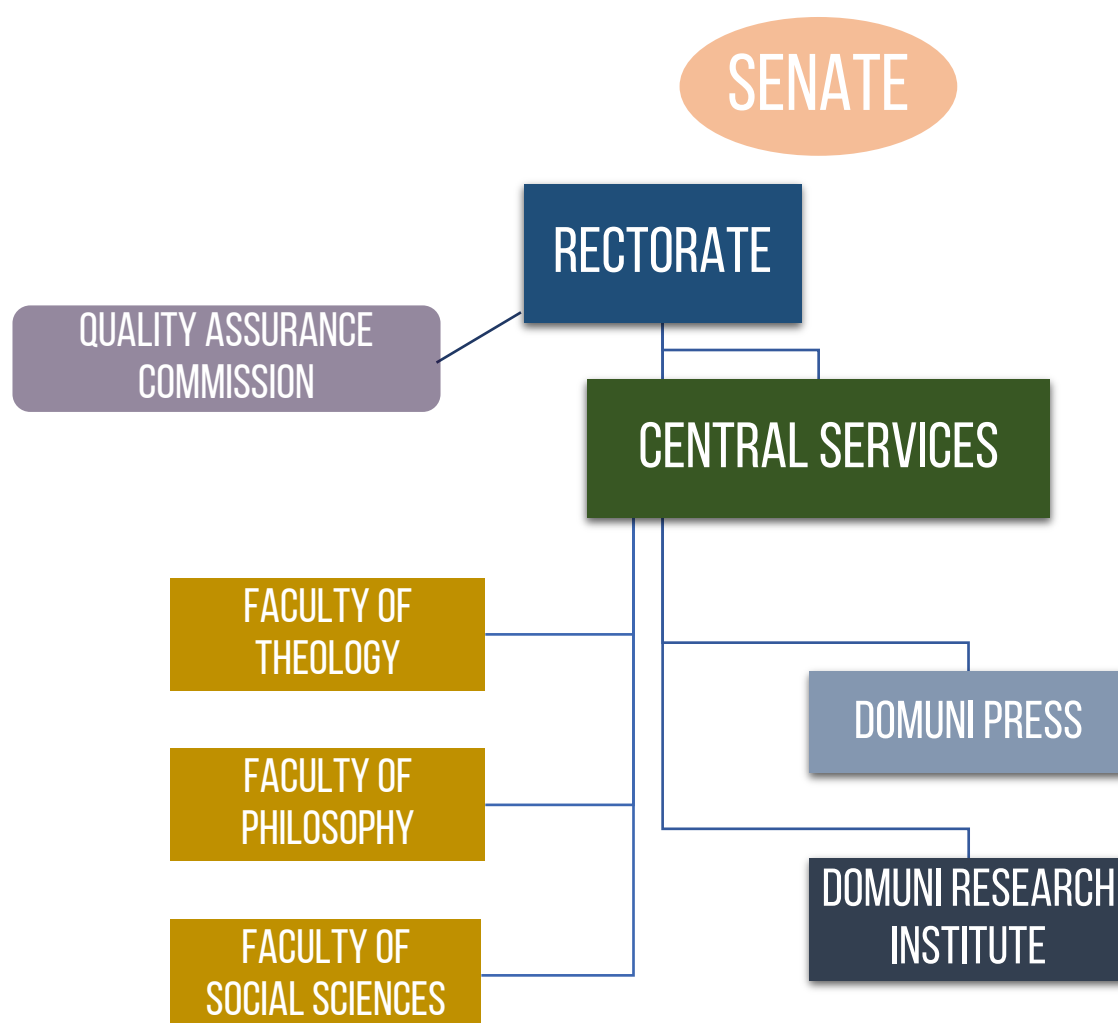 SENATE
RECTORATE
QUALITY ASSURANCE
COMMISSION
CENTRAL SERVICES
FACULTY OF
THEOLOGY
DOMUNI PRESS
FACULTY OF
PHILOSOPHY
DOMUNI RESEARCH
INSTITUTE
FACULTY OF
SOCIAL SCIENCES